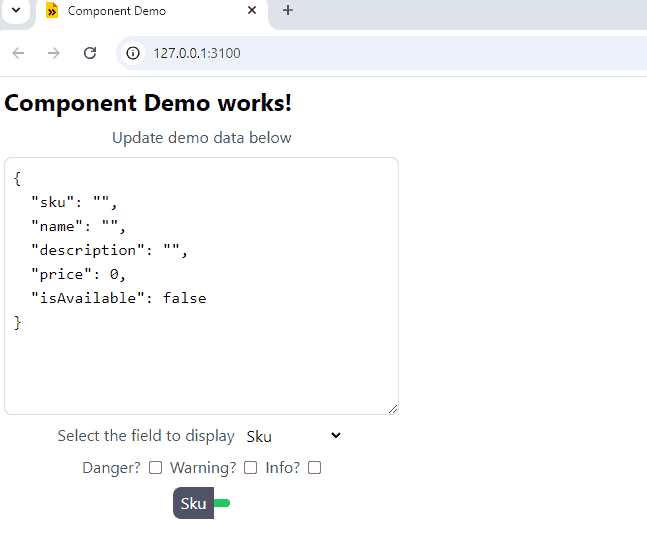 Component Demo
127.0.0.1:3100
Component Demo works!
Update demo data below
{
"sku": "",
"name": "",
"description": "",
"price": 0,
"isAvailable": false
}
Select the field to display Sku
Danger? Warning? Info?
Sku